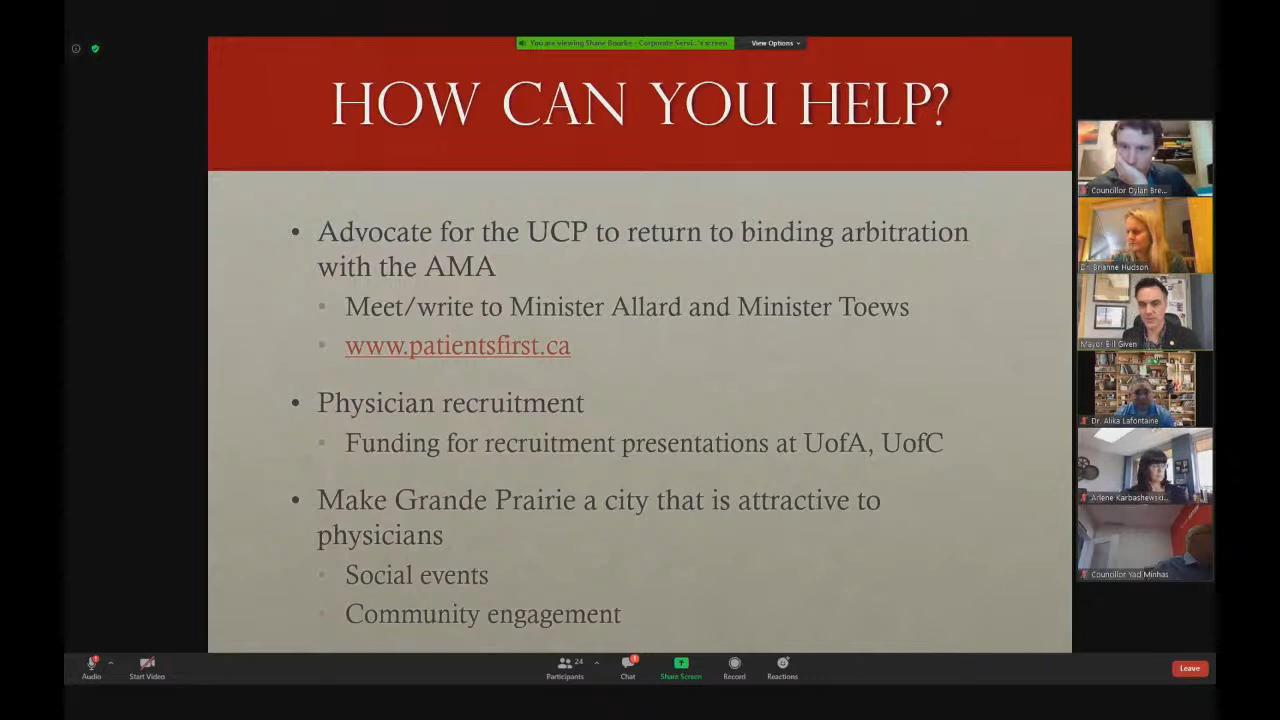 You are viewing Shane Bourke - Corporate Servi...'s screen
View Options
HOW CAN YOU HELP?
• Advocate for the UCP to return to binding arbitration
with the AMA
• Meet/write to Minister Allard and Minister Toews
• www.patientsfirst.ca
• Physician recruitment
• Funding for recruitment presentations at UofA, UofC
• Make Grande Prairie a city that is attractive to
physicians
• Social events
• Community engagement
Councillor Dylan Bre...
Dr. Brianne Hudson
Mayor Bill Given
Dr. Alika Lafontaine
Arlene Karbashewski...
Councillor Yad Minhas
Audio
Start Video
24
Participants
1
Chat
Share Screen
Record
Reactions
Leave